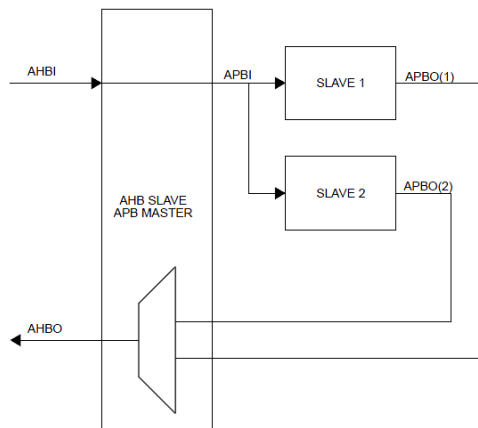 AHBI
APBI
SLAVE 1
APBO(1)
SLAVE 2
APBO(2)
AHB SLAVE
APB MASTER
AHBO